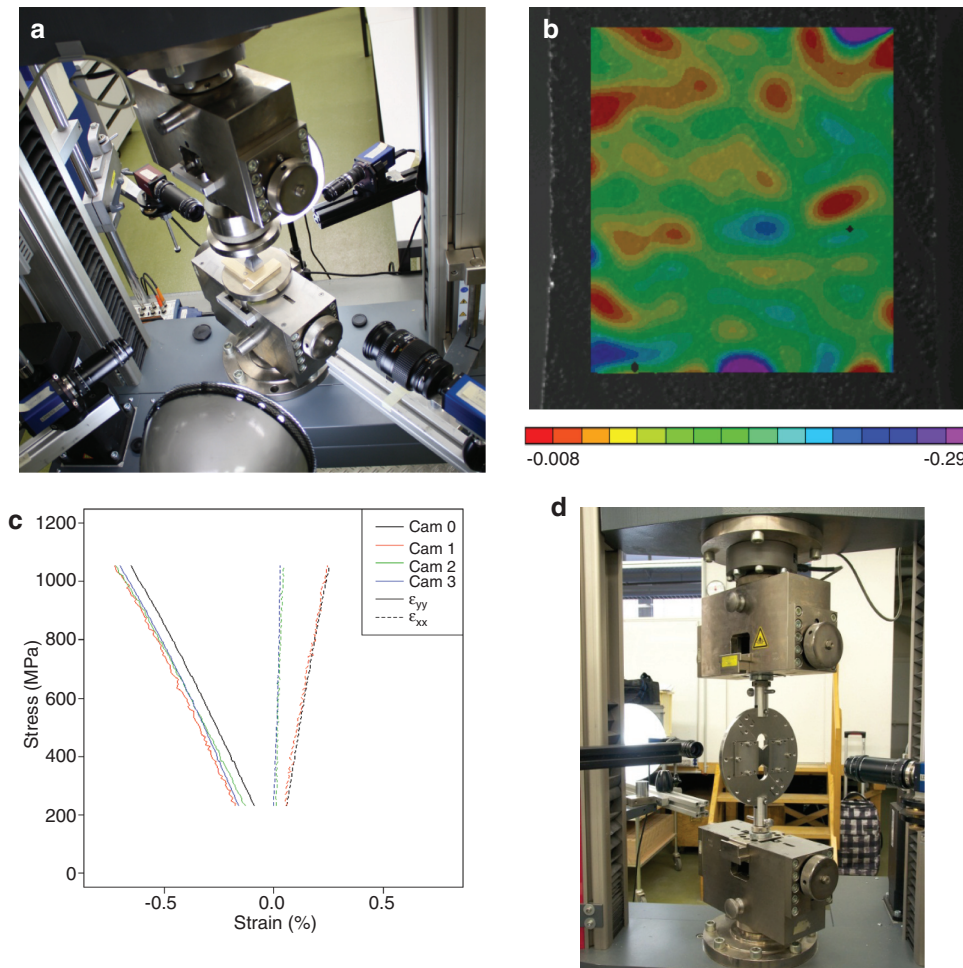 a
b
-0.008
-0.29
c
1200
1000
800
600
400
200
0
Stress (MPa)
-0.5
0.0
0.5
Strain (%)
Cam 0
Cam 1
Cam 2
Cam 3
εyy
εxx
d